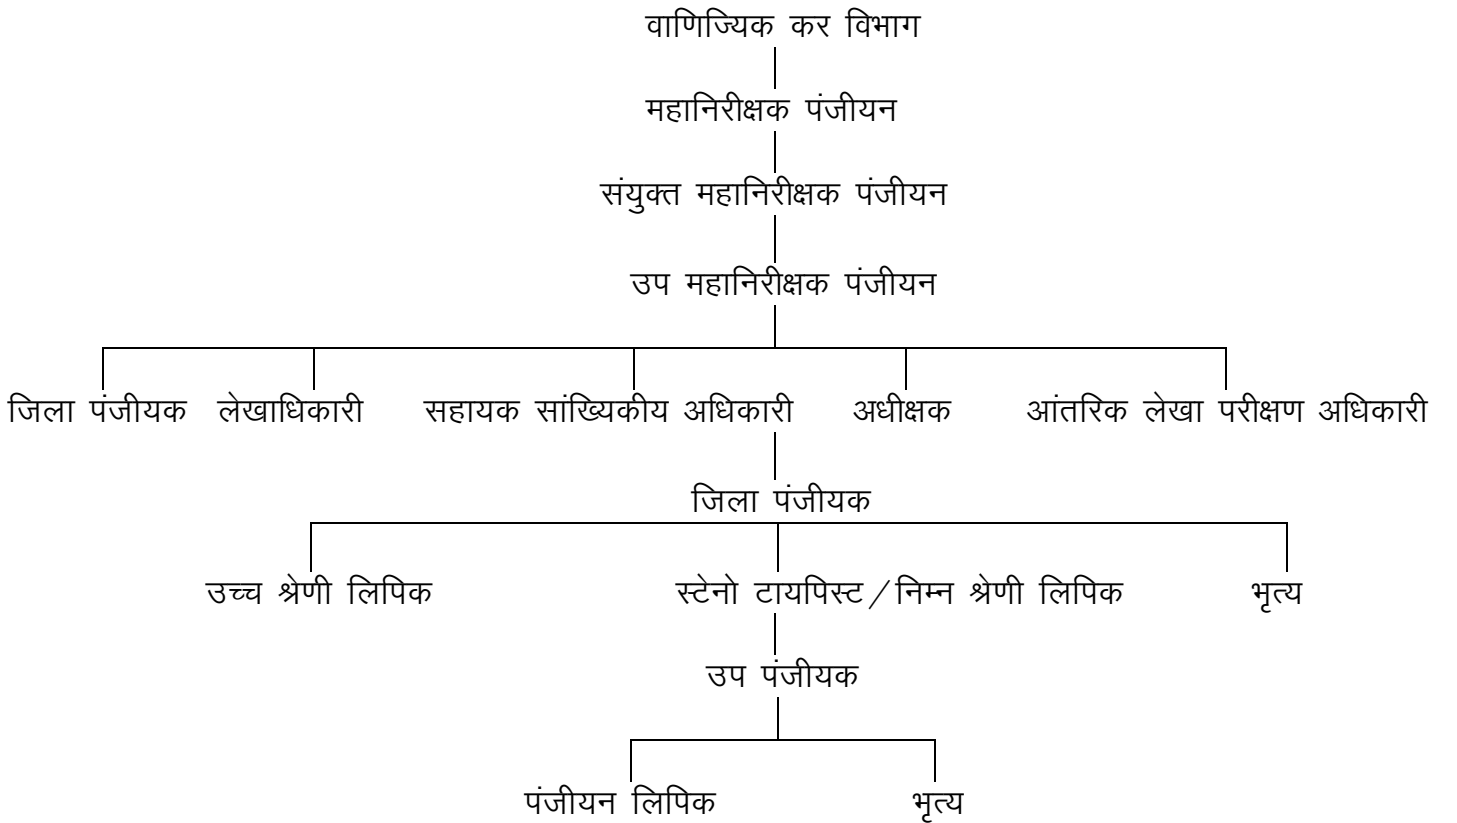 वाणिज्यिक कर विभाग
महानिरीक्षक पंजीयन
संयुक्त महानिरीक्षक पंजीयन
उप महानिरीक्षक पंजीयन
जिला पंजीयक लेखाधिकारी सहायक सांख्यिकीय अधिकारी अधीक्षक आंतरिक लेखा परीक्षण अधिकारी
जिला पंजीयक
उच्च श्रेणी लिपिक स्टेनो टायपिस्ट/निम्न श्रेणी लिपिक भृत्य
उप पंजीयक
पंजीयन लिपिक भृत्य